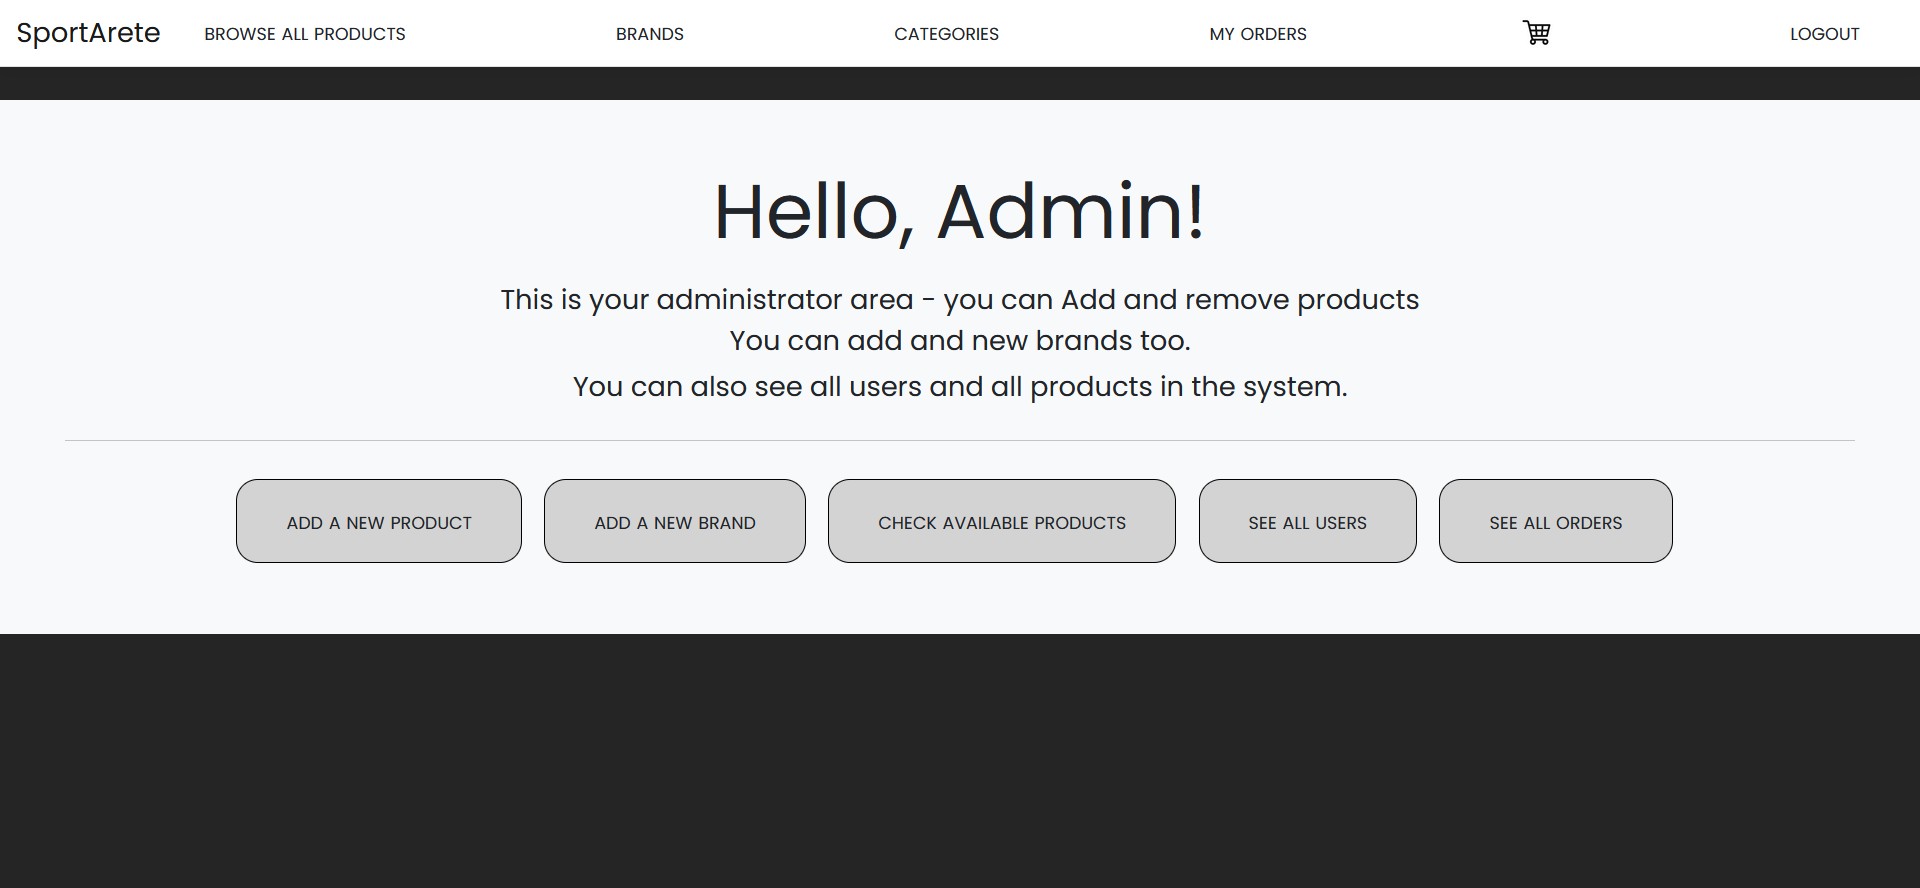 SportArete
BROWSE ALL PRODUCTS
BRANDS
CATEGORIES
MY ORDERS
LOGOUT
Hello, Admin!
This is your administrator area - you can Add and remove products
You can add and new brands too.
You can also see all users and all products in the system.
ADD A NEW PRODUCT
ADD A NEW BRAND
CHECK AVAILABLE PRODUCTS
SEE ALL USERS
SEE ALL ORDERS